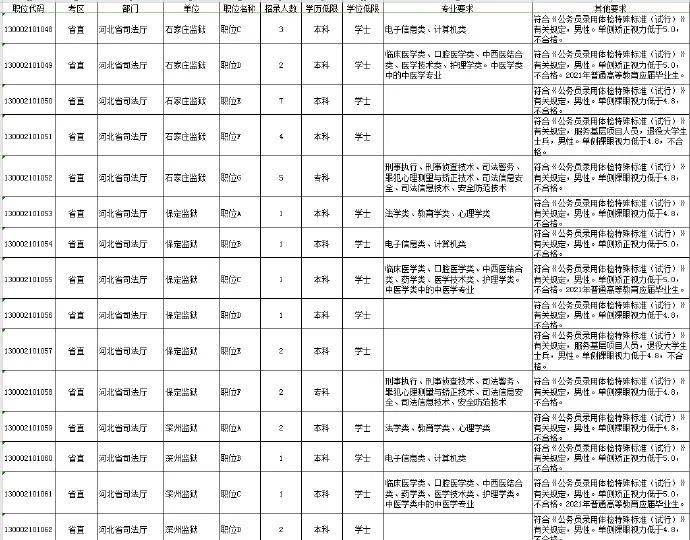 职位代码 考区 部门 单位 职位名称 招录人数 学历低限 学位低限 专业要求 其他要求
130002101048 省直 河北省司法厅 石家庄监狱 职位C 3 本科 学士 电子信息类、计算机类 符合《公务员录用体检特殊标准（试行）》
有关规定，男性。单侧矫正视力低于5.0，
不合格。
130002101049 省直 河北省司法厅 石家庄监狱 职位D 2 本科 学士 临床医学类、口腔医学类、中西医结合 符合《公务员录用体检特殊标准（试行）》
类、医学技术类、护理学类。中医学类 有关规定，男性。单侧矫正视力低于5.0，
中的中医学专业 不合格。2021年普通高等教育应届毕业生。
130002101050 省直 河北省司法厅 石家庄监狱 职位E 7 本科 学士 符合《公务员录用体检特殊标准（试行）》
有关规定，男性。单侧裸眼视力低于4.8，
不合格。
130002101051 省直 河北省司法厅 石家庄监狱 职位F 4 本科 学士 符合《公务员录用体检特殊标准（试行）》
有关规定，服务基层项目人员，退役大学生
士兵，男性。单侧裸眼视力低于4.8，不合
格。
130002101052 省直 河北省司法厅 石家庄监狱 职位G 5 专科 刑事执行、刑事侦查技术、司法警务、 符合《公务员录用体检特殊标准（试行）》
罪犯心理测量与矫正技术、司法信息安 有关规定，男性。单侧裸眼视力低于4.8，
全、司法信息技术、安全防范技术 不合格。
130002101053 省直 河北省司法厅 保定监狱 职位A 1 本科 学士 法学类、教育学类、心理学类 符合《公务员录用体检特殊标准（试行）》
有关规定，男性。单侧裸眼视力低于4.8，
不合格。
130002101054 省直 河北省司法厅 保定监狱 职位B 1 本科 学士 电子信息类、计算机类 符合《公务员录用体检特殊标准（试行）》
有关规定，男性。单侧矫正视力低于5.0，
不合格。
130002101055 省直 河北省司法厅 保定监狱 职位C 1 本科 学士 临床医学类、口腔医学类、中西医结合 符合《公务员录用体检特殊标准（试行）》
类、药学类、医学技术类、护理学类。 有关规定，男性。单侧矫正视力低于5.0，
中医学类中的中医学专业 不合格。2021年普通高等教育应届毕业生。
130002101056 省直 河北省司法厅 保定监狱 职位D 1 本科 学士 符合《公务员录用体检特殊标准（试行）》
有关规定，男性。单侧裸眼视力低于4.8，
不合格。
130002101057 省直 河北省司法厅 保定监狱 职位E 2 本科 学士 符合《公务员录用体检特殊标准（试行）》
有关规定，服务基层项目人员，退役大学生
士兵，男性。单侧裸眼视力低于4.8，不合
格。
130002101058 省直 河北省司法厅 保定监狱 职位F 2 专科 刑事执行、刑事侦查技术、司法警务、 符合《公务员录用体检特殊标准（试行）》
罪犯心理测量与矫正技术、司法信息安 有关规定，男性。单侧裸眼视力低于4.8，
全、司法信息技术、安全防范技术 不合格。
130002101059 省直 河北省司法厅 深州监狱 职位A 2 本科 学士 法学类、教育学类、心理学类 符合《公务员录用体检特殊标准（试行）》
有关规定，男性。单侧裸眼视力低于4.8，
不合格。
130002101060 省直 河北省司法厅 深州监狱 职位B 1 本科 学士 电子信息类、计算机类 符合《公务员录用体检特殊标准（试行）》
有关规定，男性。单侧矫正视力低于5.0，
不合格。
130002101061 省直 河北省司法厅 深州监狱 职位C 1 本科 学士 临床医学类、口腔医学类、中西医结合 符合《公务员录用体检特殊标准（试行）》
类、药学类、医学技术类、护理学类。 有关规定，男性。单侧矫正视力低于5.0，
中医学类中的中医学专业 不合格。2021年普通高等教育应届毕业生。
130002101062 省直 河北省司法厅 深州监狱 职位D 2 本科 学士 符合《公务员录用体检特殊标准（试行）》
有关规定，男性。单侧裸眼视力低于4.8，
不合格。